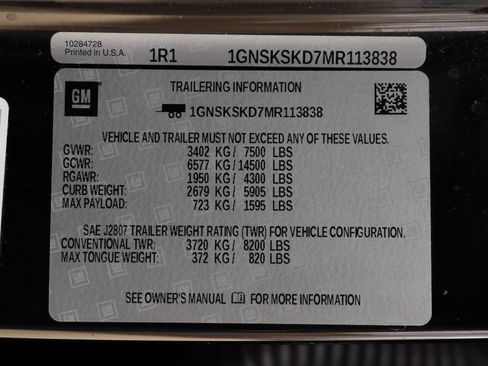 10284728
Printed in U.S.A. 1R1 1GNSKSKD7MR113838
GM TRAILERING INFORMATION
1GNSKSKD7MR113838
VEHICLE AND TRAILER MUST NOT EXCEED ANY OF THESE VALUES.
GVWR: 3402 KG / 7500 LBS
GCWR: 6577 KG / 14500 LBS
RGAWR: 1950 KG / 4300 LBS
CURB WEIGHT: 2679 KG / 5905 LBS
MAX PAYLOAD: 723 KG / 1595 LBS
SAE J2807 TRAILER WEIGHT RATING (TWR) FOR VEHICLE CONFIGURATION.
CONVENTIONAL TWR: 3720 KG / 8200 LBS
MAX TONGUE WEIGHT: 372 KG / 820 LBS
SEE OWNER'S MANUAL FOR MORE INFORMATION